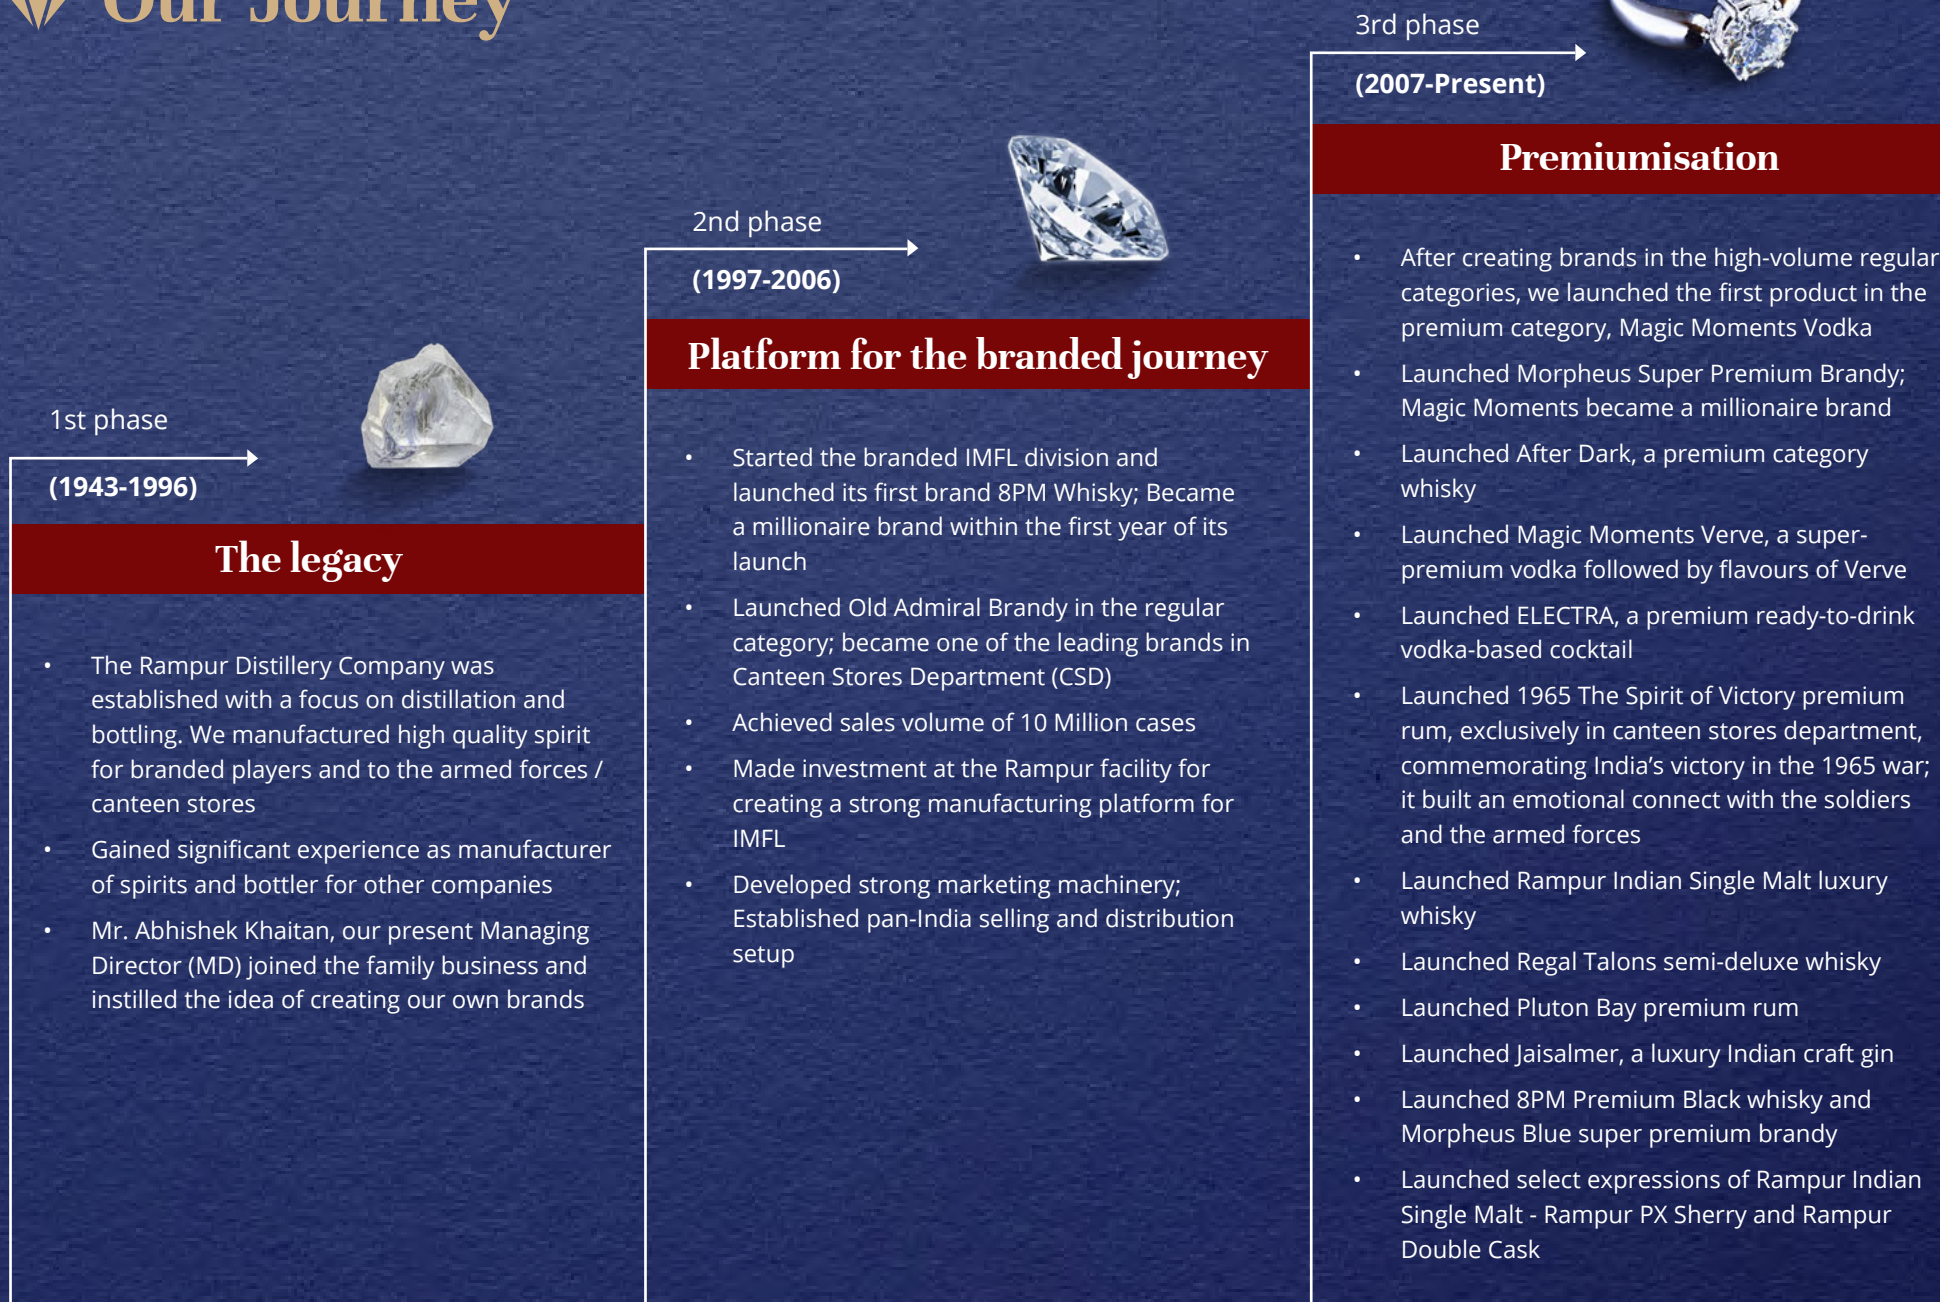 Our Journey
1st phase
(1943-1996)
The legacy
• The Rampur Distillery Company was
established with a focus on distillation and
bottling. We manufactured high quality spirit
for branded players and to the armed forces /
canteen stores
• Gained significant experience as manufacturer
of spirits and bottler for other companies
• Mr. Abhishek Khaitan, our present Managing
Director (MD) joined the family business and
instilled the idea of creating our own brands
2nd phase
(1997-2006)
Platform for the branded journey
• Started the branded IMFL division and
launched its first brand 8PM Whisky; Became
a millionaire brand within the first year of its
launch
• Launched Old Admiral Brandy in the regular
category; became one of the leading brands in
Canteen Stores Department (CSD)
• Achieved sales volume of 10 Million cases
• Made investment at the Rampur facility for
creating a strong manufacturing platform for
IMFL
• Developed strong marketing machinery;
Established pan-India selling and distribution
setup
3rd phase
(2007-Present)
Premiumisation
• After creating brands in the high-volume regular
categories, we launched the first product in the
premium category, Magic Moments Vodka
• Launched Morpheus Super Premium Brandy;
Magic Moments became a millionaire brand
• Launched After Dark, a premium category
whisky
• Launched Magic Moments Verve, a super-
premium vodka followed by flavours of Verve
• Launched ELECTRA, a premium ready-to-drink
vodka-based cocktail
• Launched 1965 The Spirit of Victory premium
rum, exclusively in canteen stores department,
commemorating India’s victory in the 1965 war;
it built an emotional connect with the soldiers
and the armed forces
• Launched Rampur Indian Single Malt luxury
whisky
• Launched Regal Talons semi-deluxe whisky
• Launched Pluton Bay premium rum
• Launched Jaisalmer, a luxury Indian craft gin
• Launched 8PM Premium Black whisky and
Morpheus Blue super premium brandy
• Launched select expressions of Rampur Indian
Single Malt - Rampur PX Sherry and Rampur
Double Cask